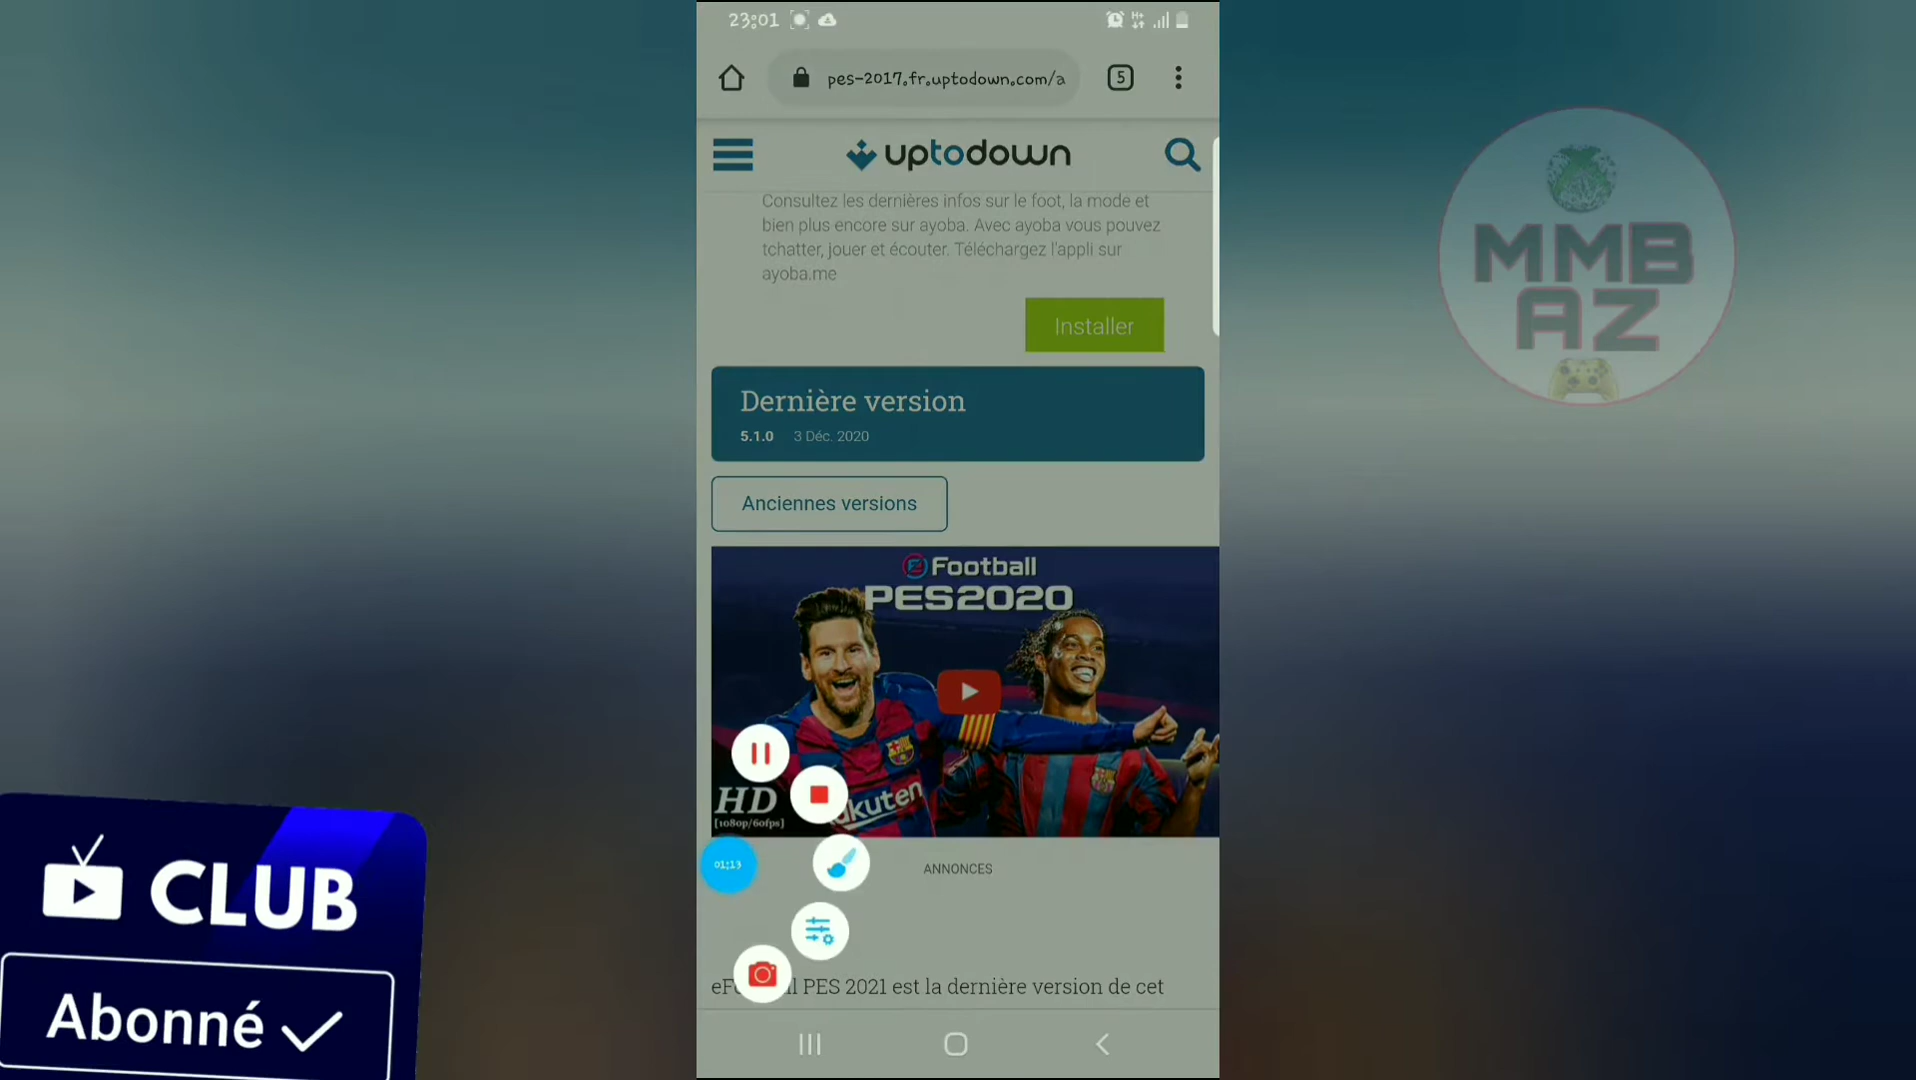 23:01
H+
pes-2017.fr.uptodown.com/a
5
uptodown
Consultez les dernières infos sur le foot, la mode et
bien plus encore sur ayoba. Avec ayoba vous pouvez
tchatter, jouer et écouter. Téléchargez l'appli sur
ayoba.me
Installer
MMB
AZ
Dernière version
5.1.0 3 Déc. 2020
Anciennes versions
Football
PES2020
HD
[1080p/60fps]
akuten
01:13
ANNONCES
PES 2021 est la dernière version de cet
CLUB
Abonné